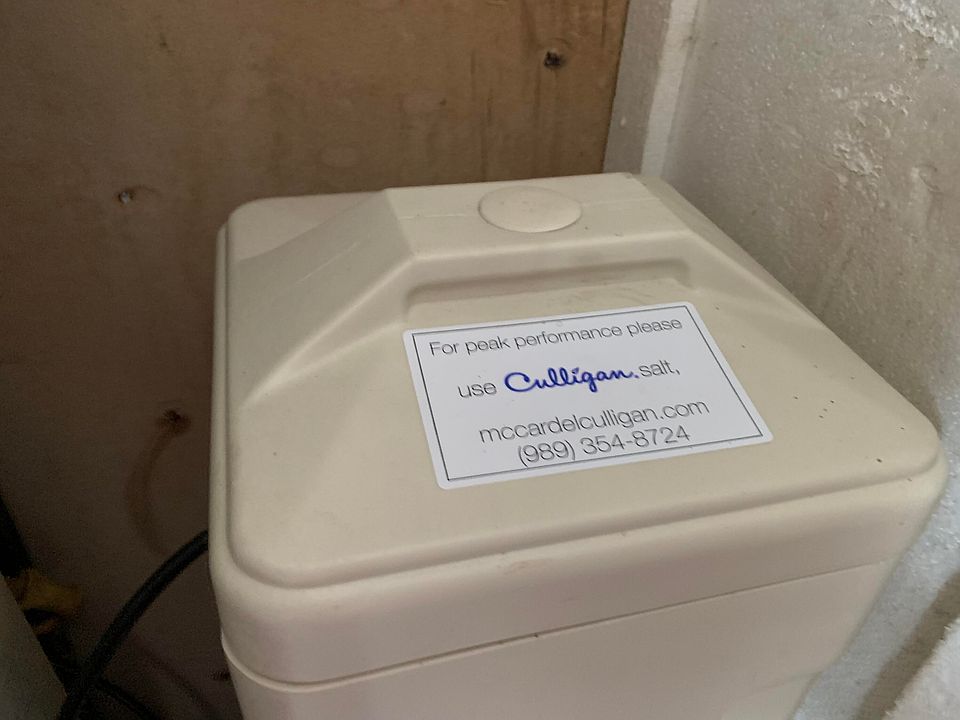 For peak performance please
use Culligan. salt,
mccardelculligan.com
(989) 354-8724